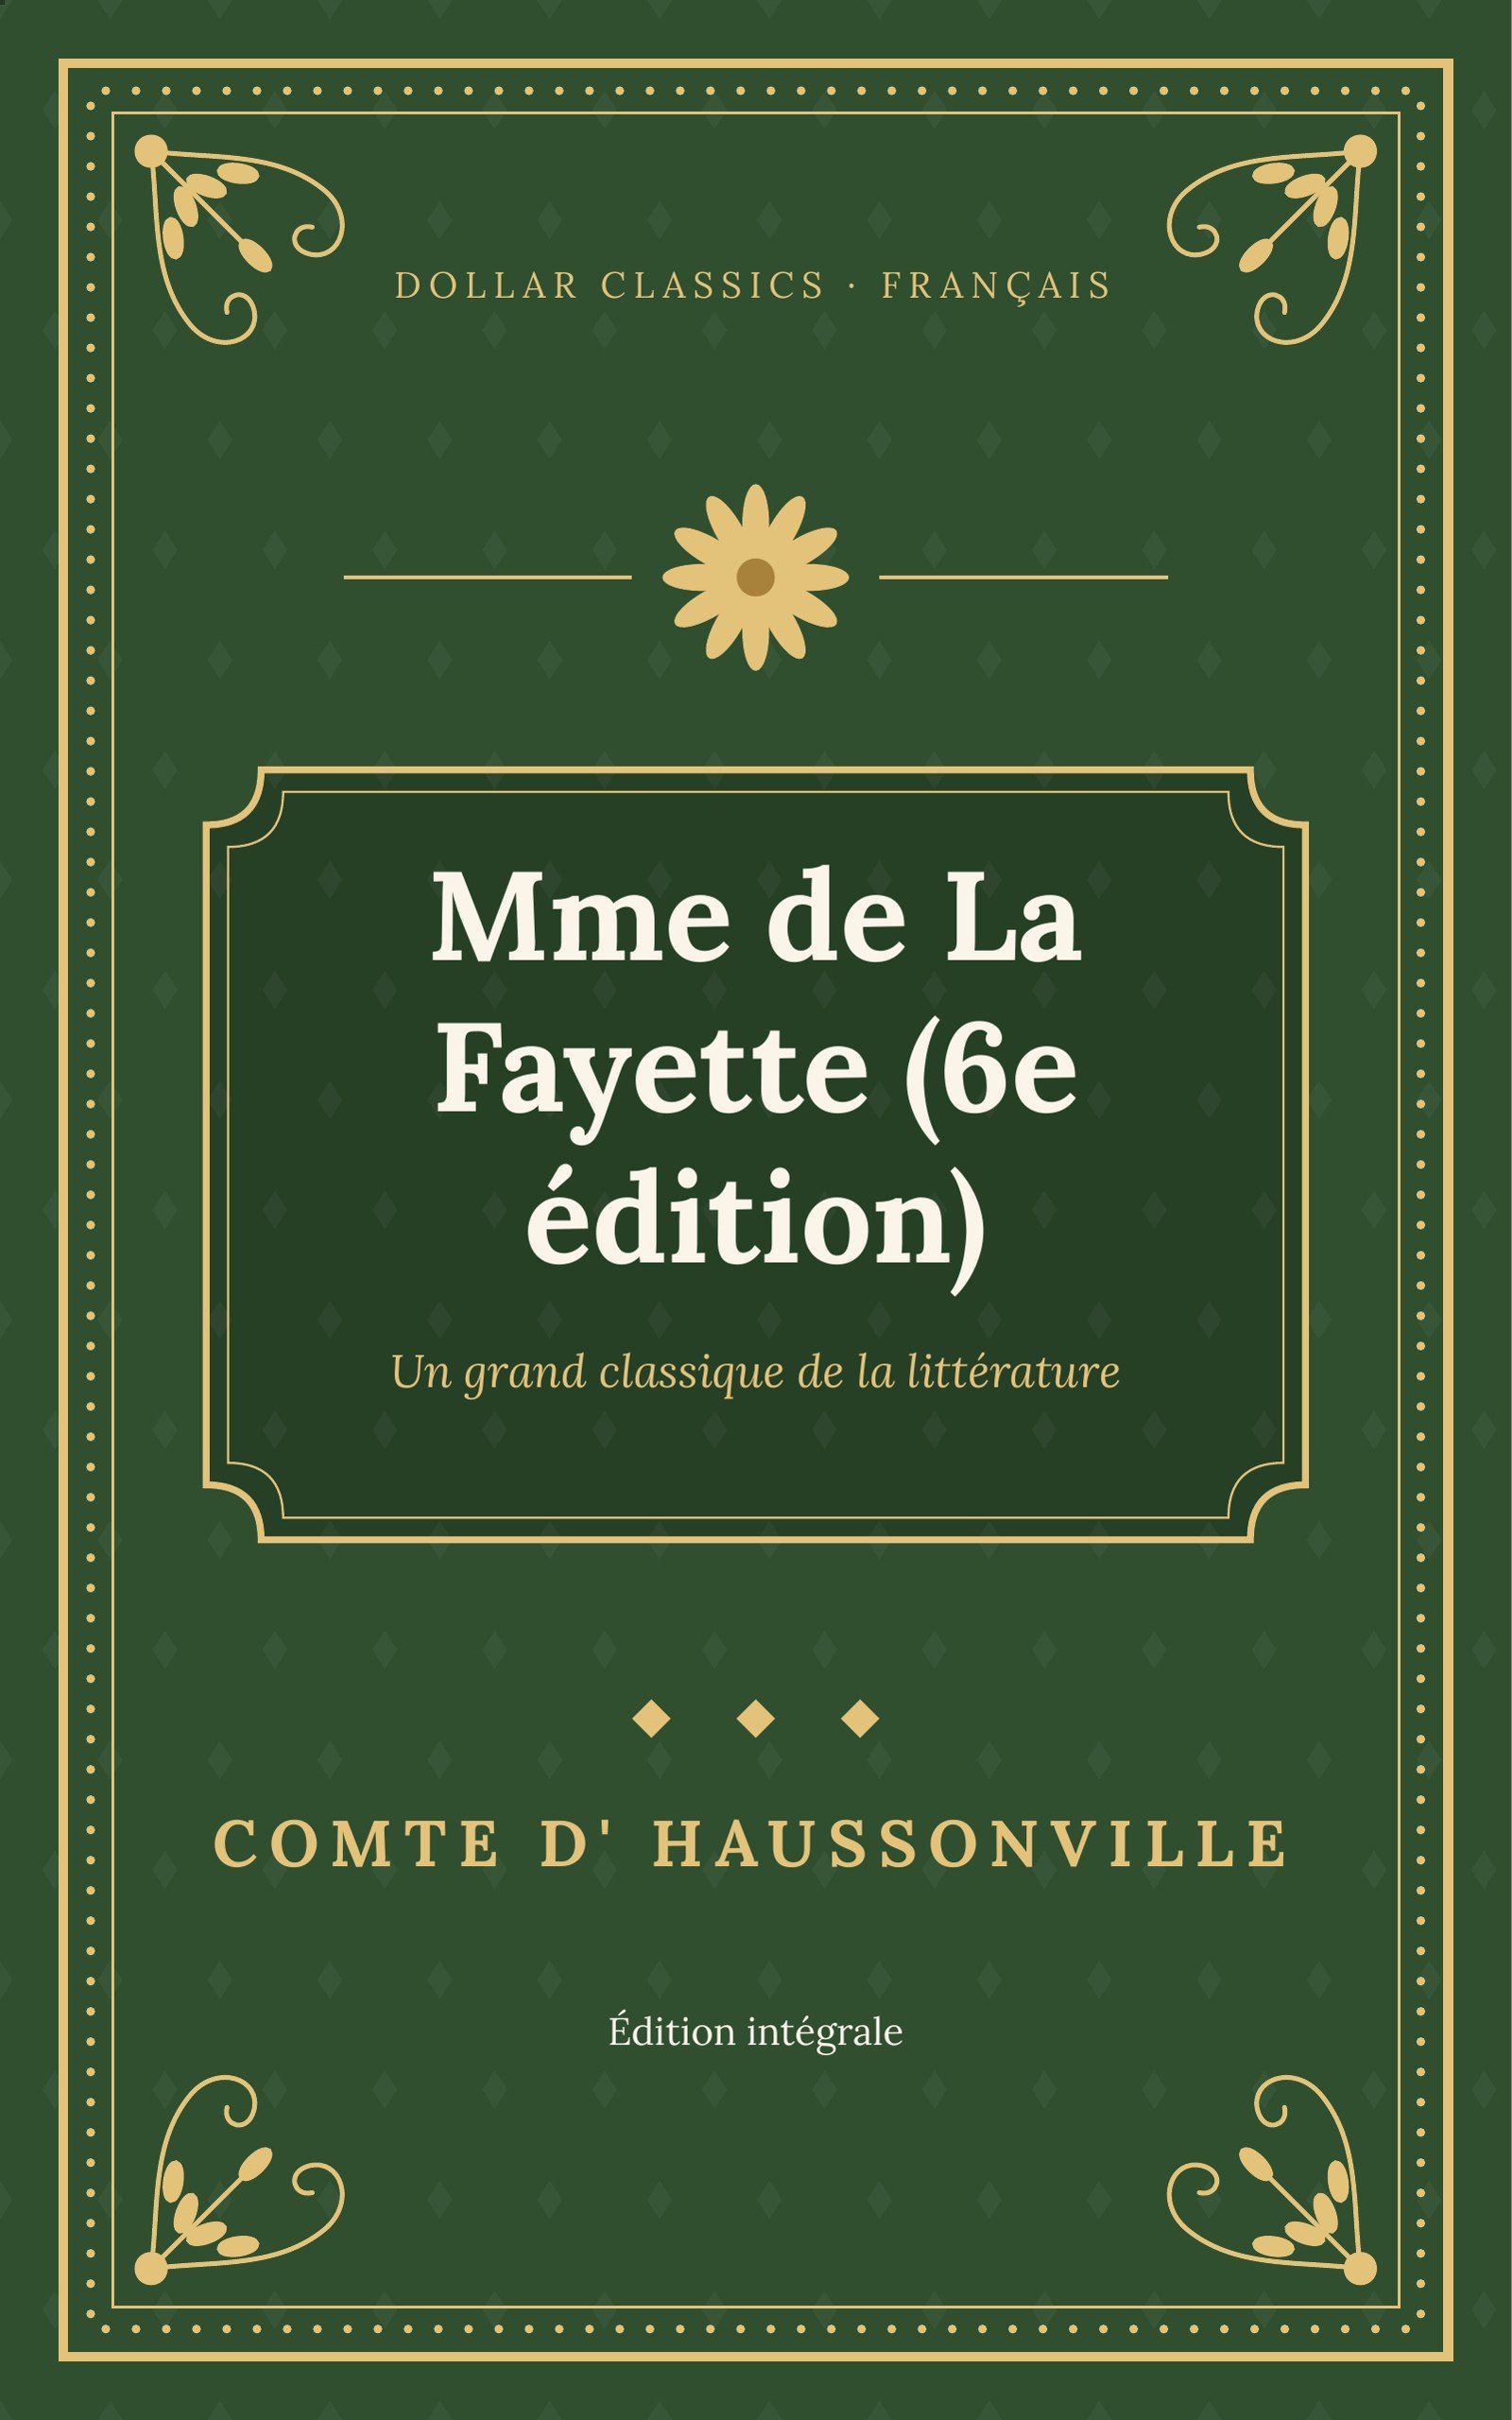 DOLLAR CLASSICS · FRANÇAIS
Mme de La
Fayette (6e
édition)
Un grand classique de la littérature
COMTE D' HAUSSONVILLE
Édition intégrale